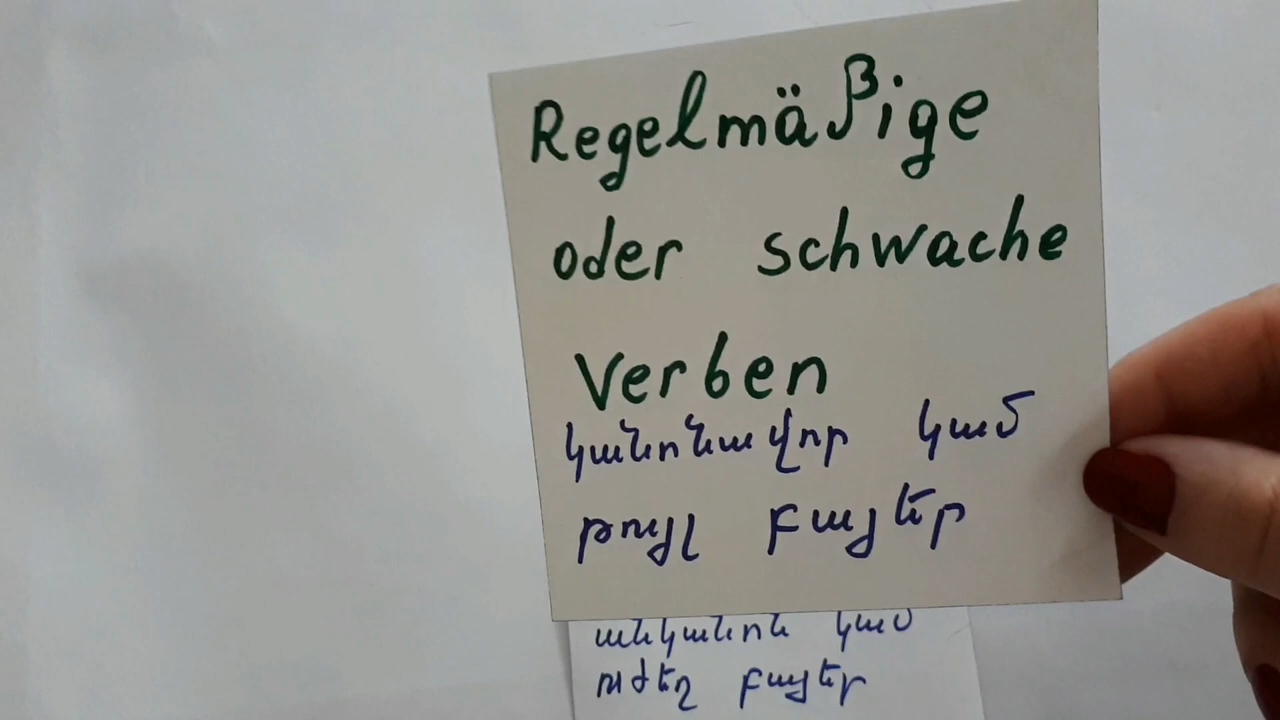 Regelmäßige
oder schwache
Verben
կանոնավոր կամ
թույլ բայեր
անկանոն կամ
ուժեղ բայեր